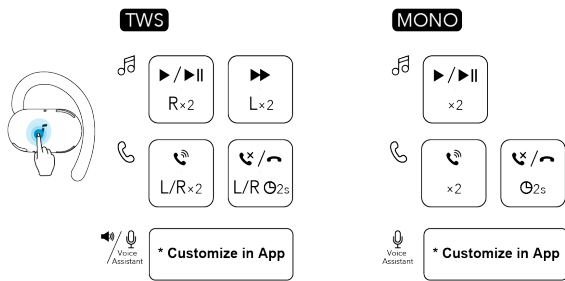 TWS
MONO
R×2
L×2
×2
L/R×2
L/R 2s
×2
2s
Voice
Assistant
* Customize in App
Voice
Assistant
* Customize in App